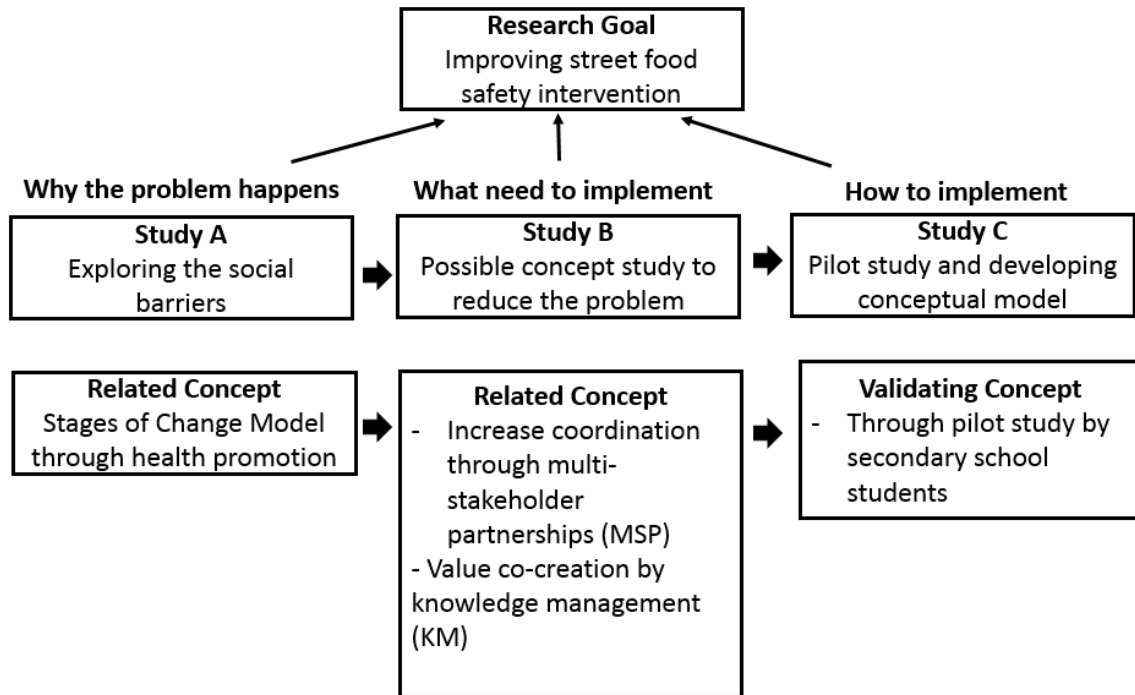 Research Goal
Improving street food
safety intervention
Why the problem happens
What need to implement
How to implement
Study A
Exploring the social
barriers
Study B
Possible concept study to
reduce the problem
Study C
Pilot study and developing
conceptual model
Related Concept
Stages of Change Model
through health promotion
Related Concept
- Increase coordination
through multi-
stakeholder
partnerships (MSP)
- Value co-creation by
knowledge management
(KM)
Validating Concept
- Through pilot study by
secondary school
students